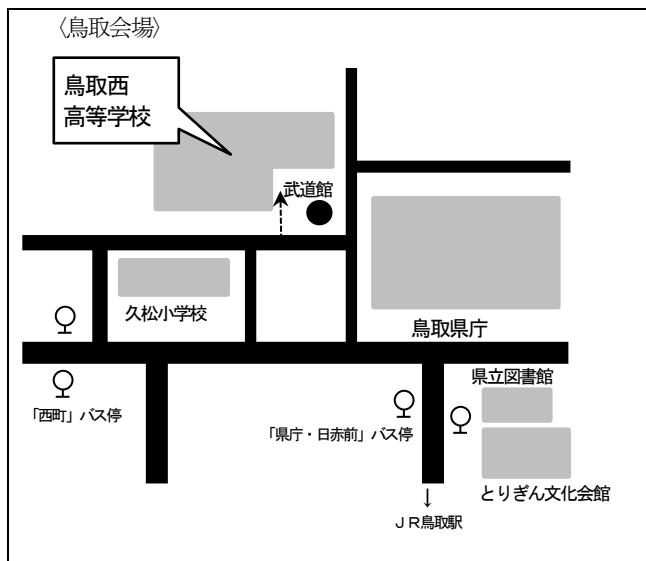 〈鳥取会場〉
鳥取西
高等学校
武道館
久松小学校
鳥取県庁
県立図書館
「西町」バス停
「県庁・日赤前」バス停
とりぎん文化会館
↓
ＪＲ鳥取駅